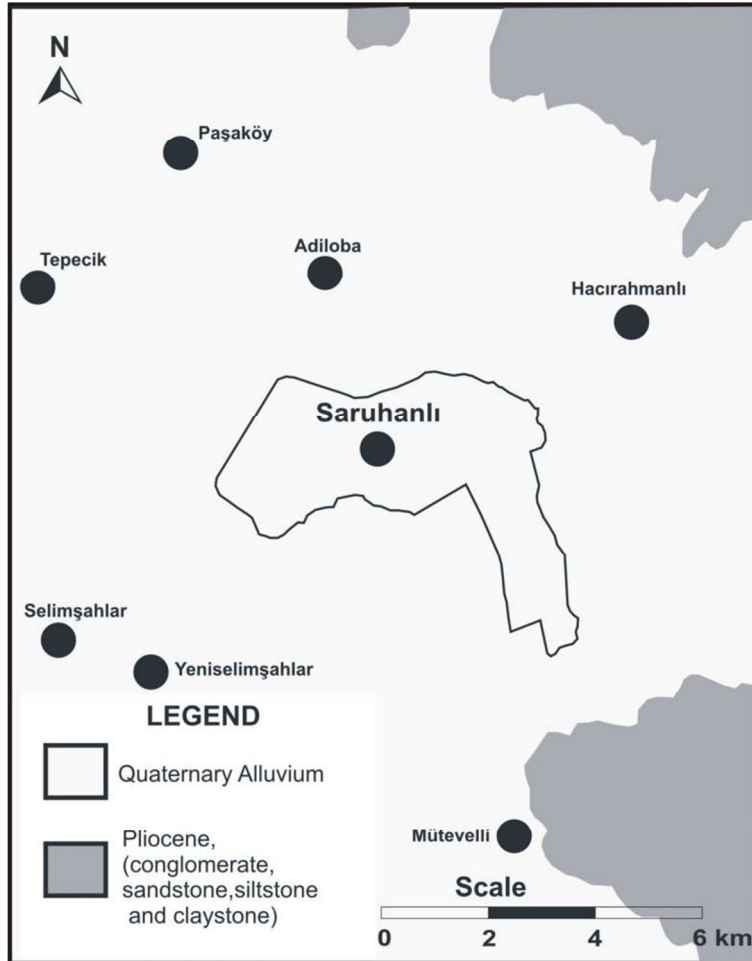 N
Paşaköy
Adiloba
Tepecik
Hacırahmanlı
Saruhanlı
Selimşahlar
Yeniselimşahlar
LEGEND
Quaternary Alluvium
Pliocene,
(conglomerate,
sandstone,siltstone
and claystone)
Mütevelli
Scale
0 2 4 6 km